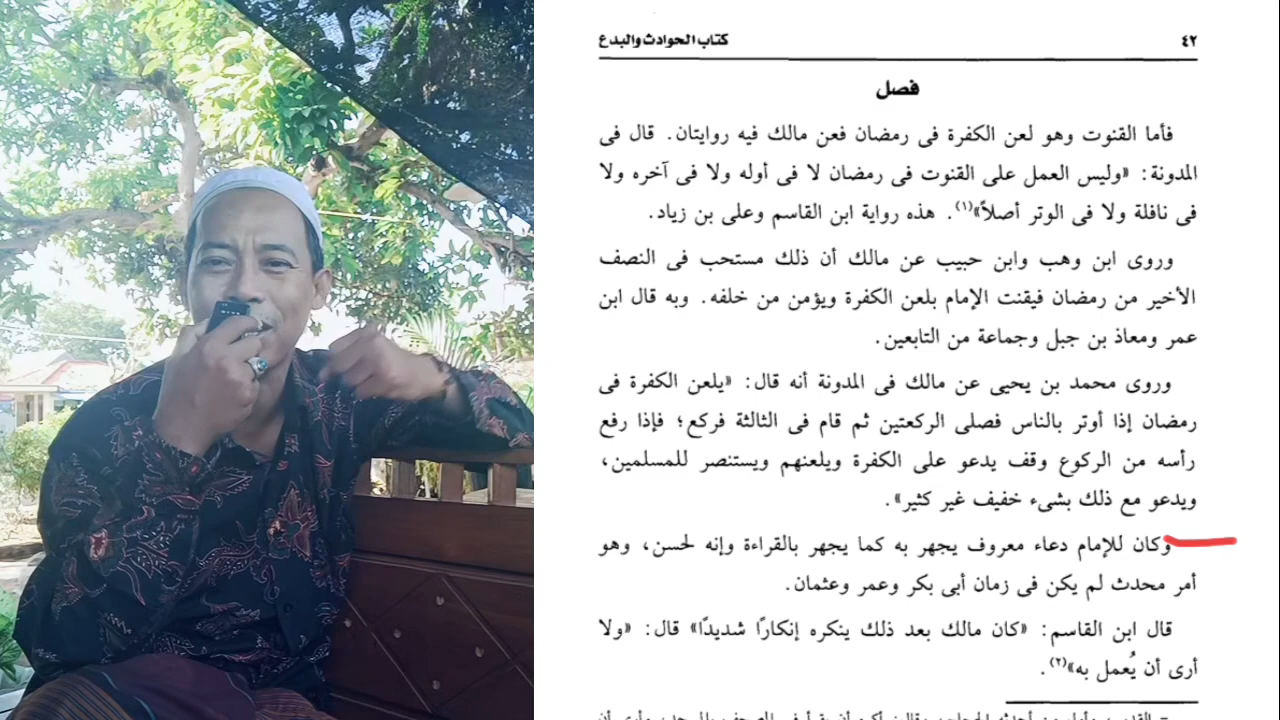 ٤٢
كتاب الحوادث والبدع
فصل
فأما القنوت وهو لعن الكفرة فى رمضان فعن مالك فيه روايتان. قال فى
المدونة: «وليس العمل على القنوت فى رمضان لا فى أوله ولا فى آخره ولا
فى نافلة ولا فى الوتر أصلاً»(١). هذه رواية ابن القاسم وعلى بن زياد.
وروى ابن وهب وابن حبيب عن مالك أن ذلك مستحب فى النصف
الأخير من رمضان فيقنت الإمام بلعن الكفرة ويؤمن من خلفه. وبه قال ابن
عمر ومعاذ بن جبل وجماعة من التابعين.
وروى محمد بن يحيى عن مالك فى المدونة أنه قال: «يلعن الكفرة فى
رمضان إذا أوتر بالناس فصلى الركعتين ثم قام فى الثالثة فركع؛ فإذا رفع
رأسه من الركوع وقف يدعو على الكفرة ويلعنهم ويستنصر للمسلمين،
ويدعو مع ذلك بشىء خفيف غير كثير».
وكان للإمام دعاء معروف يجهر به كما يجهر بالقراءة وإنه لحسن، وهو
أمر محدث لم يكن فى زمان أبى بكر وعمر وعثمان.
قال ابن القاسم: «كان مالك بعد ذلك ينكره إنكارًا شديدًا» قال: «ولا
أرى أن يُعمل به»(٢).